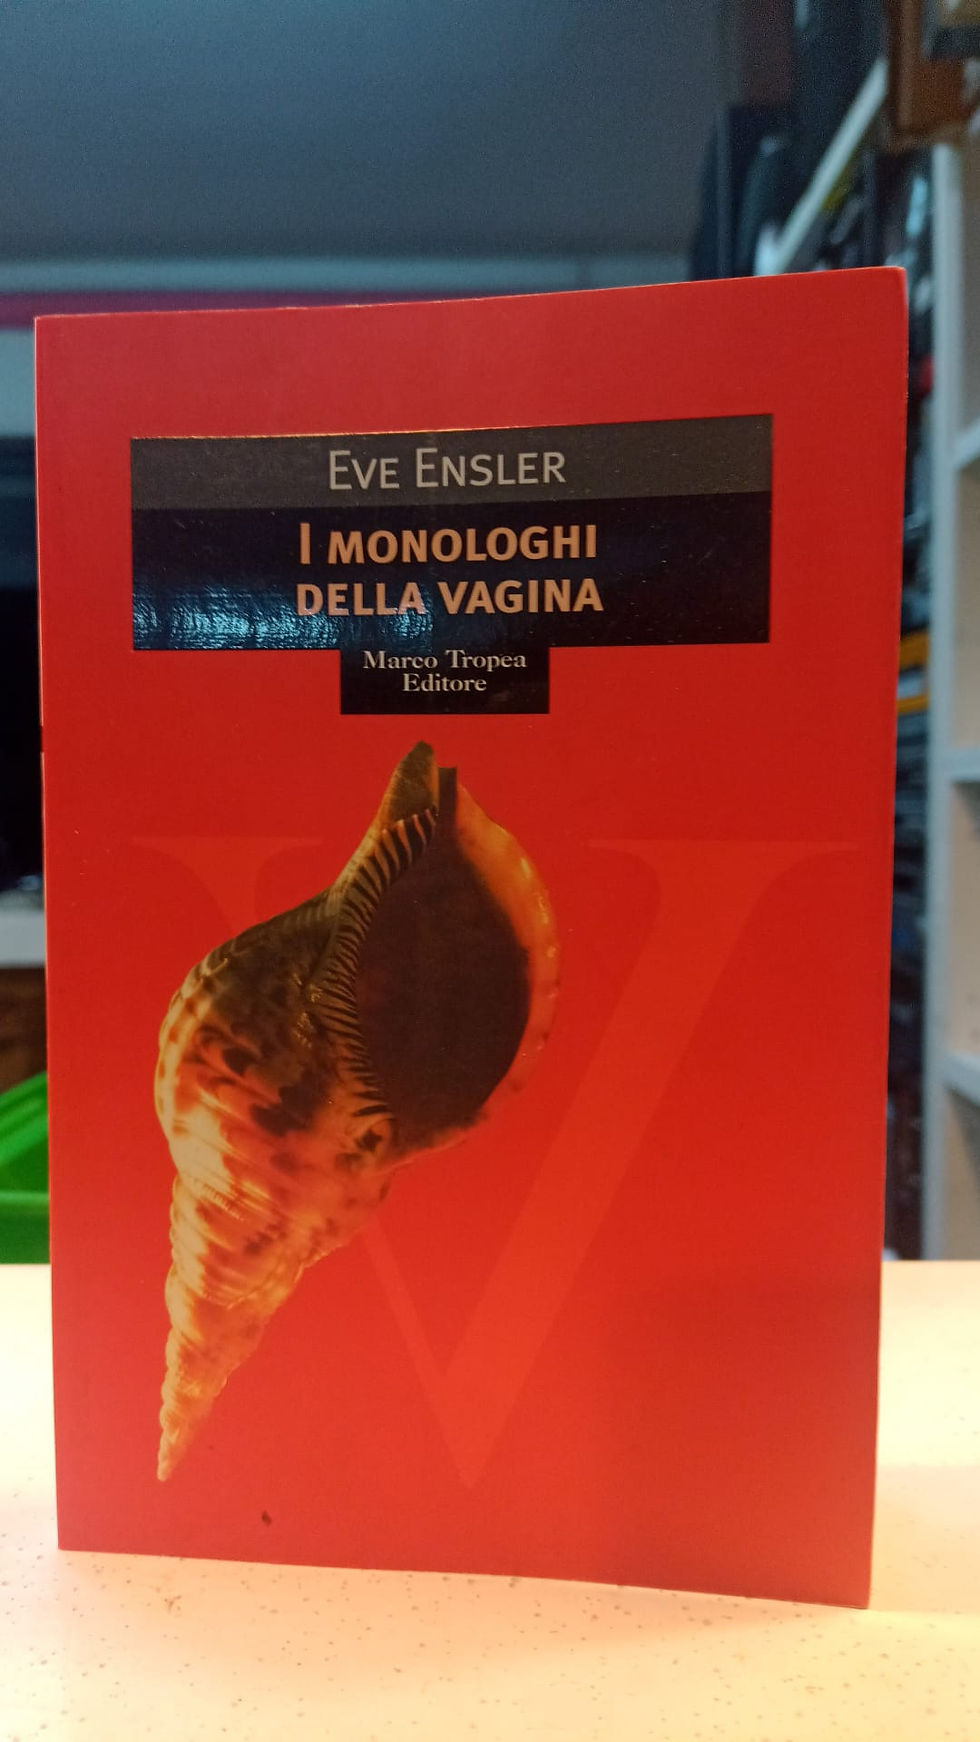 EVE ENSLER
I MONOLOGHI
DELLA VAGINA
Marco Tropea
Editore
V